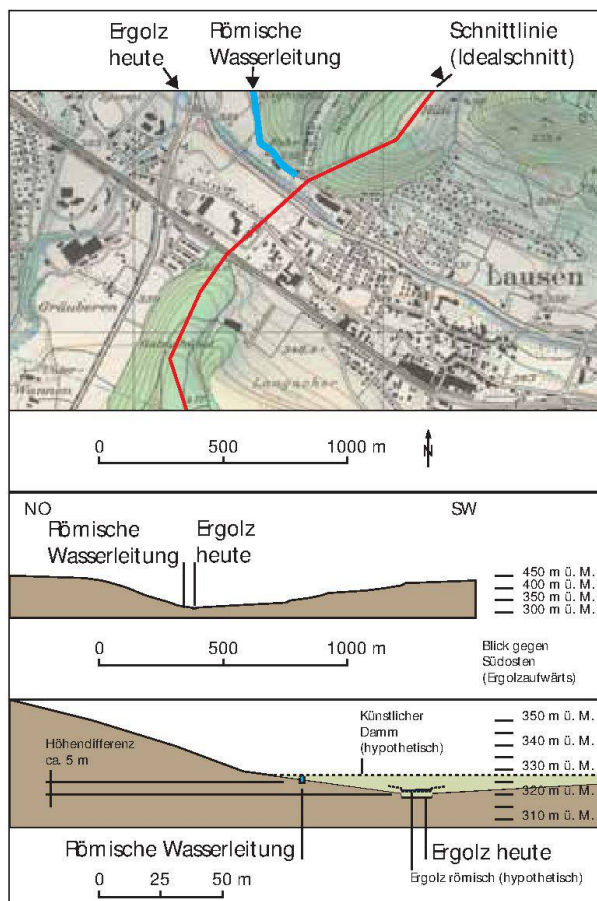 Ergolz
heute
Römische
Wasserleitung
Schnittlinie
(Idealschnitt)
Lausen
Gräuberen
Wannen
0 500 1000 m
N
NO
SW
Römische
Wasserleitung
Ergolz
heute
450 m ü. M.
400 m ü. M.
350 m ü. M.
300 m ü. M.
0 500 1000 m
Blick gegen
Südosten
(Ergolzaufwärts)
Höhendifferenz
ca. 5 m
Künstlicher
Damm
(hypothetisch)
350 m ü. M.
340 m ü. M.
330 m ü. M.
320 m ü. M.
310 m ü. M.
Römische Wasserleitung
Ergolz heute
Ergolz römisch (hypothetisch)
0 25 50 m